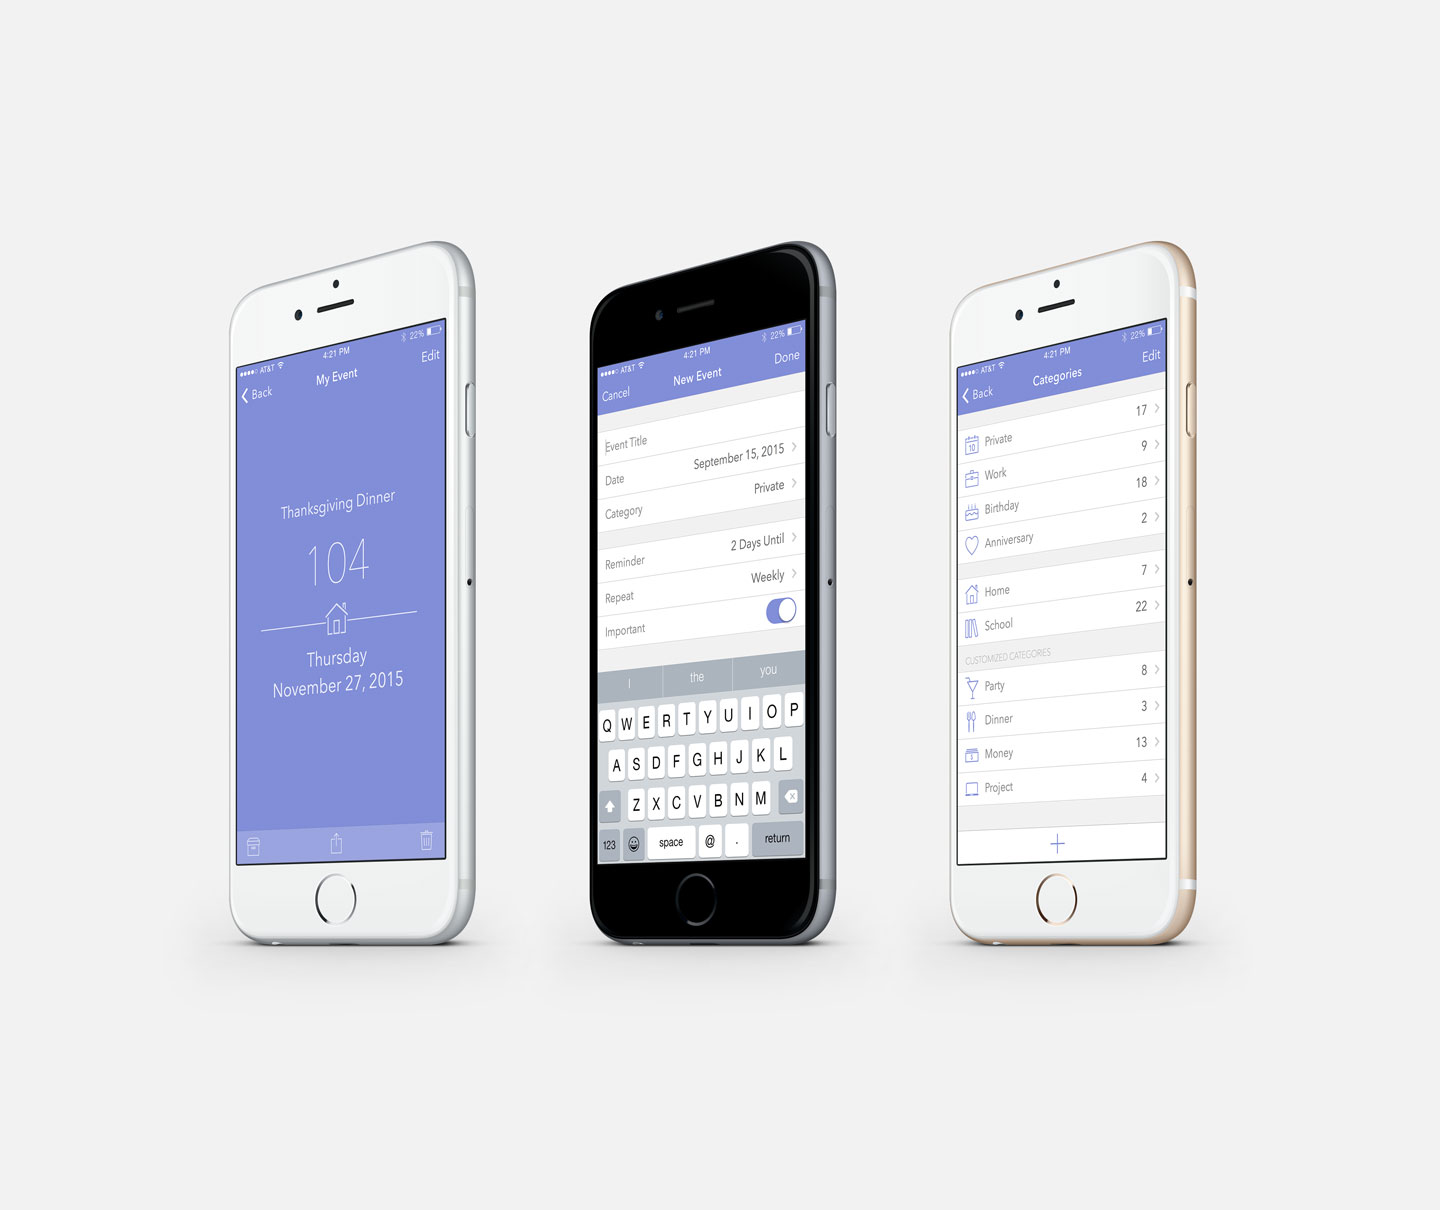 AT&T 4:21 PM 22%
Back My Event Edit
Thanksgiving Dinner
104
Thursday
November 27, 2015
AT&T 4:21 PM 22%
Cancel New Event Done
Event Title
Date September 15, 2015
Category Private
Reminder 2 Days Until
Repeat Weekly
Important
I the you
Q W E R T Y U I O P
A S D F G H J K L
Z X C V B N M
123 space @ . return
AT&T 4:21 PM 22%
Back Categories Edit
10 Private 17
Work 9
Birthday 18
Anniversary 2
Home 7
School 22
CUSTOMIZED CATEGORIES
Party 8
Dinner 3
Money 13
Project 4